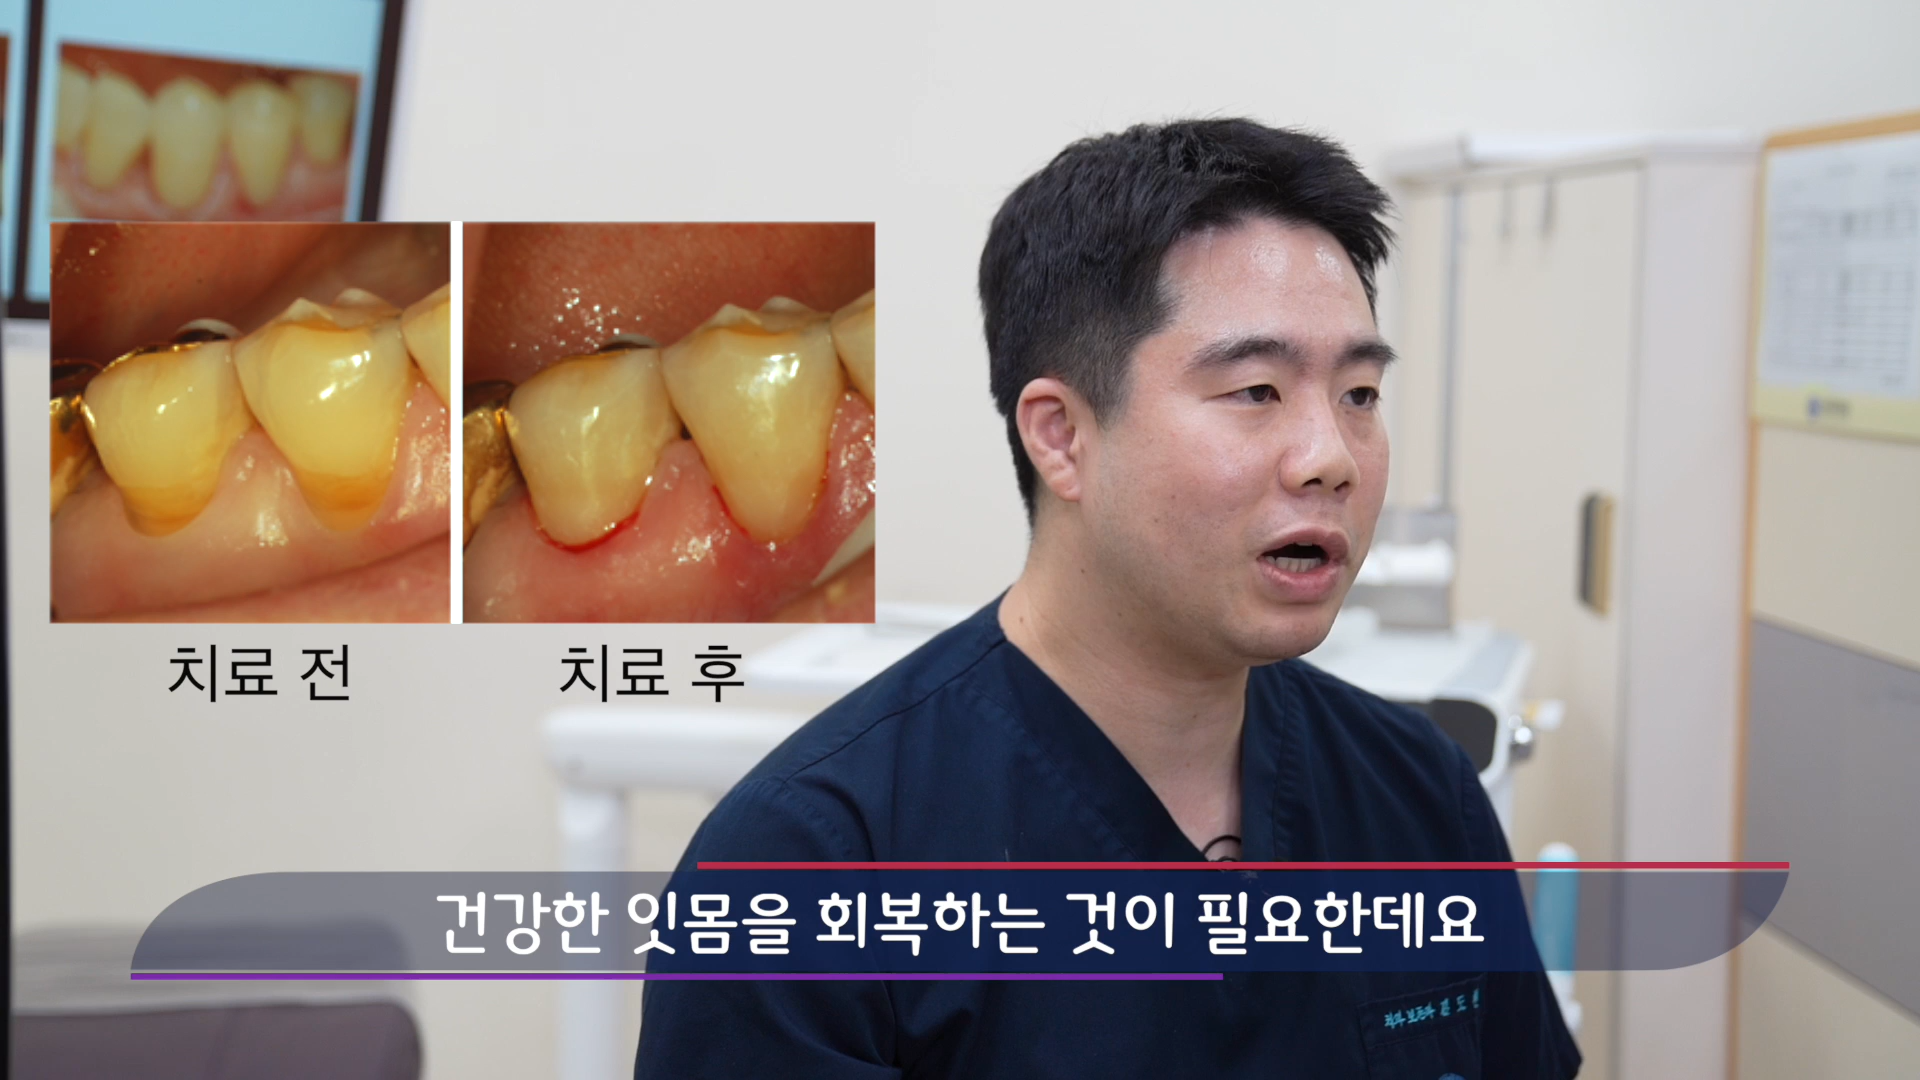 치료 전
치료 후
건강한 잇몸을 회복하는 것이 필요한데요